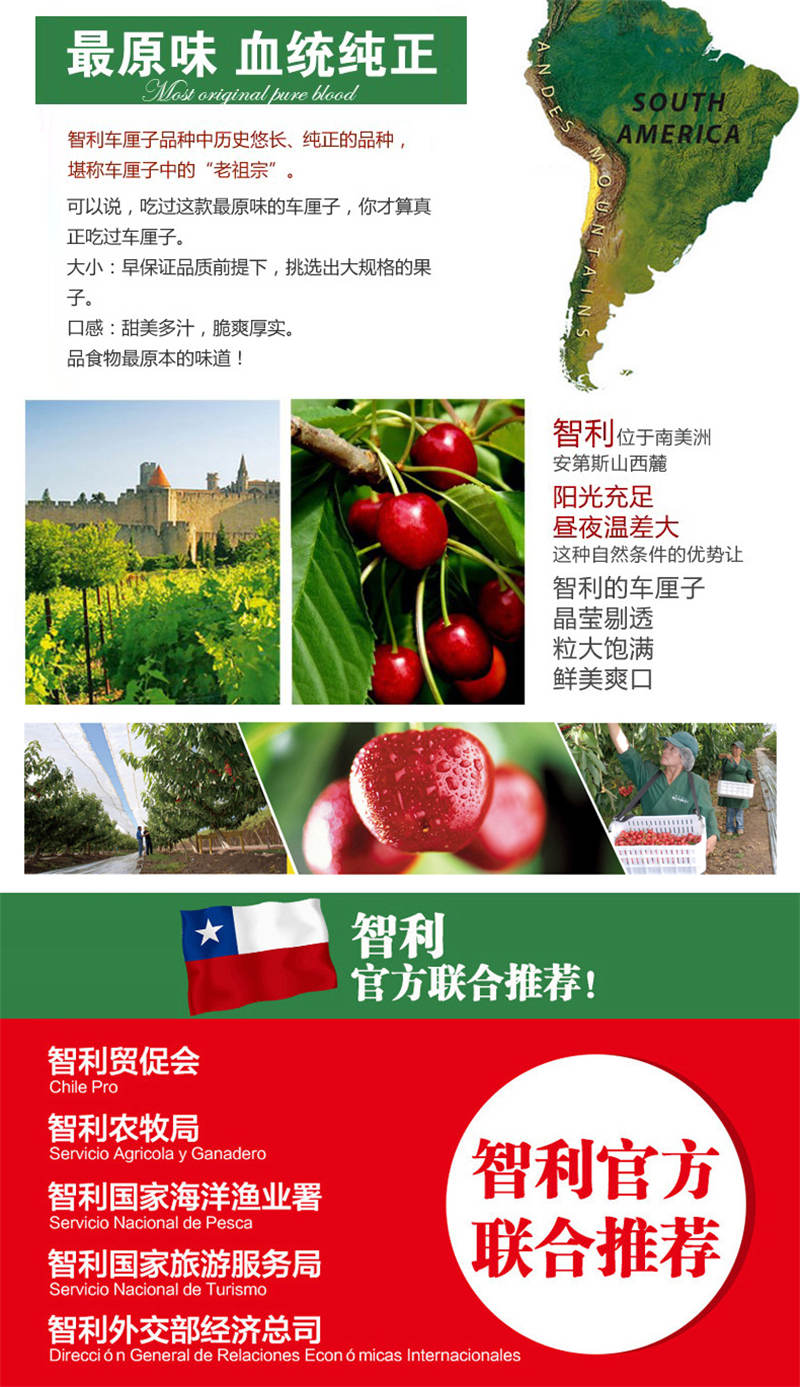 最原味 血统纯正
Most original pure blood
智利车厘子品种中历史悠长、纯正的品种，
堪称车厘子中的“老祖宗”。
可以说，吃过这款最原味的车厘子，你才算真
正吃过车厘子。
大小：早保证品质前提下，挑选出大规格的果
子。
口感：甜美多汁，脆爽厚实。
品食物最原本的味道！
SOUTH
AMERICA
ANDES MOUNTAINS
智利位于南美洲
安第斯山西麓
阳光充足
昼夜温差大
这种自然条件的优势让
智利的车厘子
晶莹剔透
粒大饱满
鲜美爽口
智利
官方联合推荐！
智利贸促会
Chile Pro
智利农牧局
Servicio Agricola y Ganadero
智利国家海洋渔业署
Servicio Nacional de Pesca
智利国家旅游服务局
Servicio Nacional de Turismo
智利外交部经济总司
Direcci ó n General de Relaciones Econ ó micas Internacionales
智利官方
联合推荐